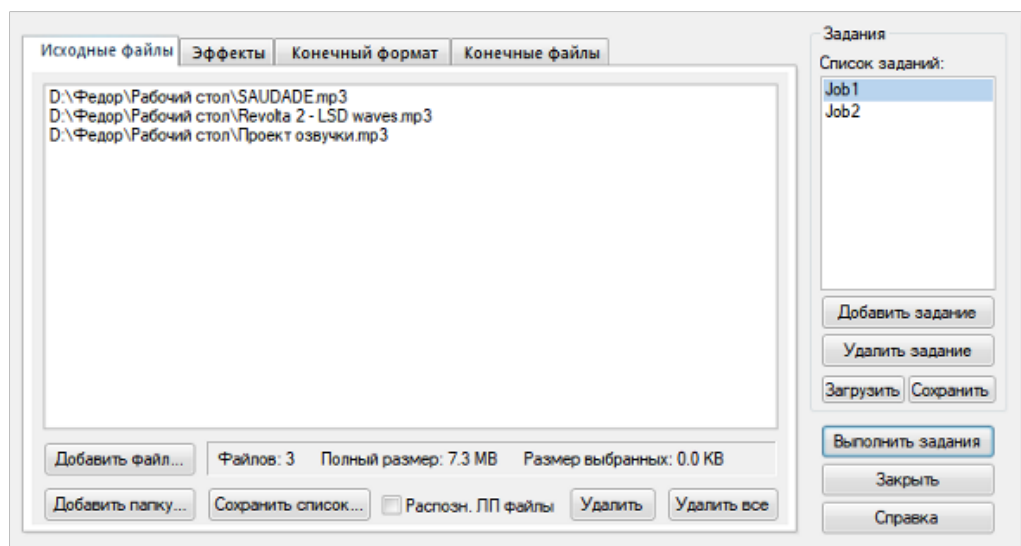 Исходные файлы
Эффекты
Конечный формат
Конечные файлы
D:\Федор\Рабочий стол\SAUDADE.mp3
D:\Федор\Рабочий стол\Revolta 2 - LSD waves.mp3
D:\Федор\Рабочий стол\Проект озвучки.mp3
Добавить файл...
Файлов: 3
Полный размер: 7.3 MB
Размер выбранных: 0.0 KB
Добавить папку...
Сохранить список...
Распозн. ЛП файлы
Удалить
Удалить все
Задания
Список заданий:
Job1
Job2
Добавить задание
Удалить задание
Загрузить
Сохранить
Выполнить задания
Закрыть
Справка